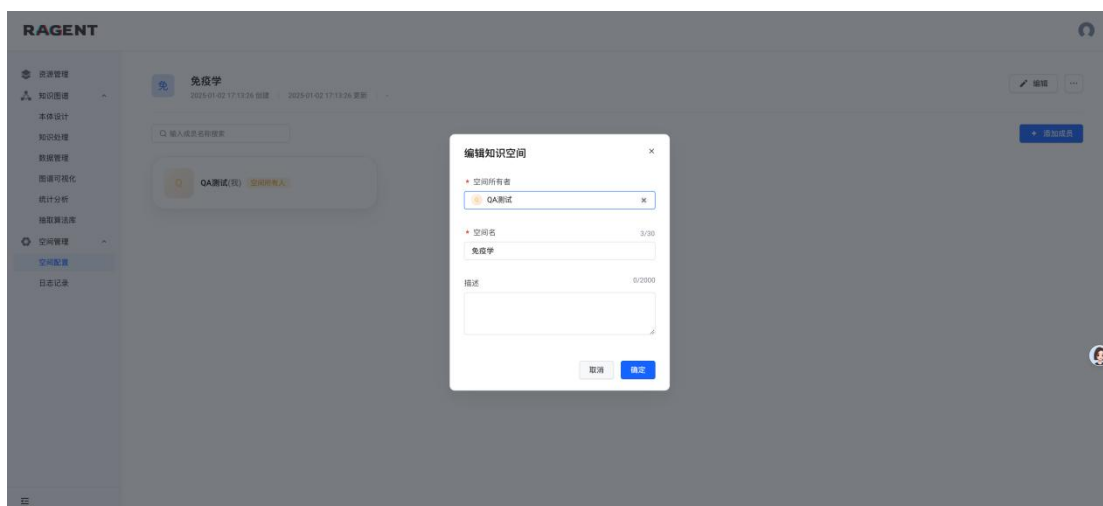 RAGENT
资源管理
知识图谱
本体设计
知识处理
数据管理
图谱可视化
统计分析
抽取算法库
空间管理
空间配置
日志记录
免
免疫学
2025-01-02 17:13:26 创建
2025-01-02 17:13:26 更新
-
编辑
···
输入成员名称搜索
+ 添加成员
Q
QA测试(我) 空间所有人
编辑知识空间
×
* 空间所有者
QA测试
* 空间名 3/30
免疫学
描述 0/2000
取消 确定